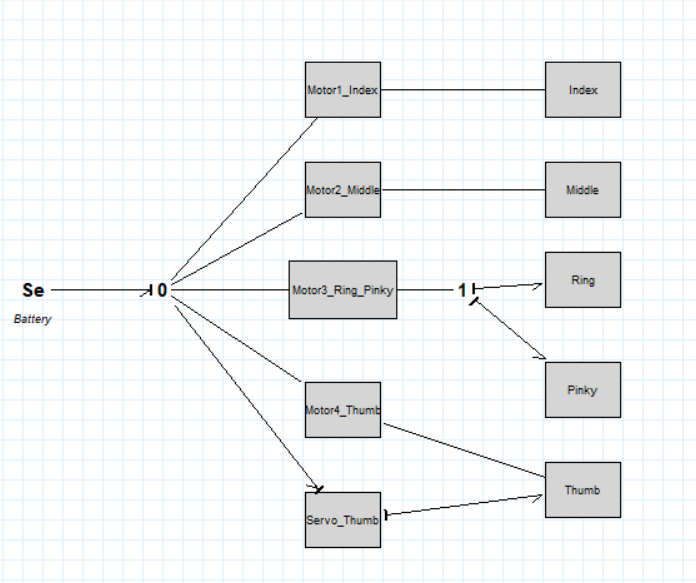 Motor1_Index
Index
Motor2_Middle
Middle
Se
0
Motor3_Ring_Pinky
1
Ring
Battery
Pinky
Motor4_Thumb
Thumb
Servo_Thumb